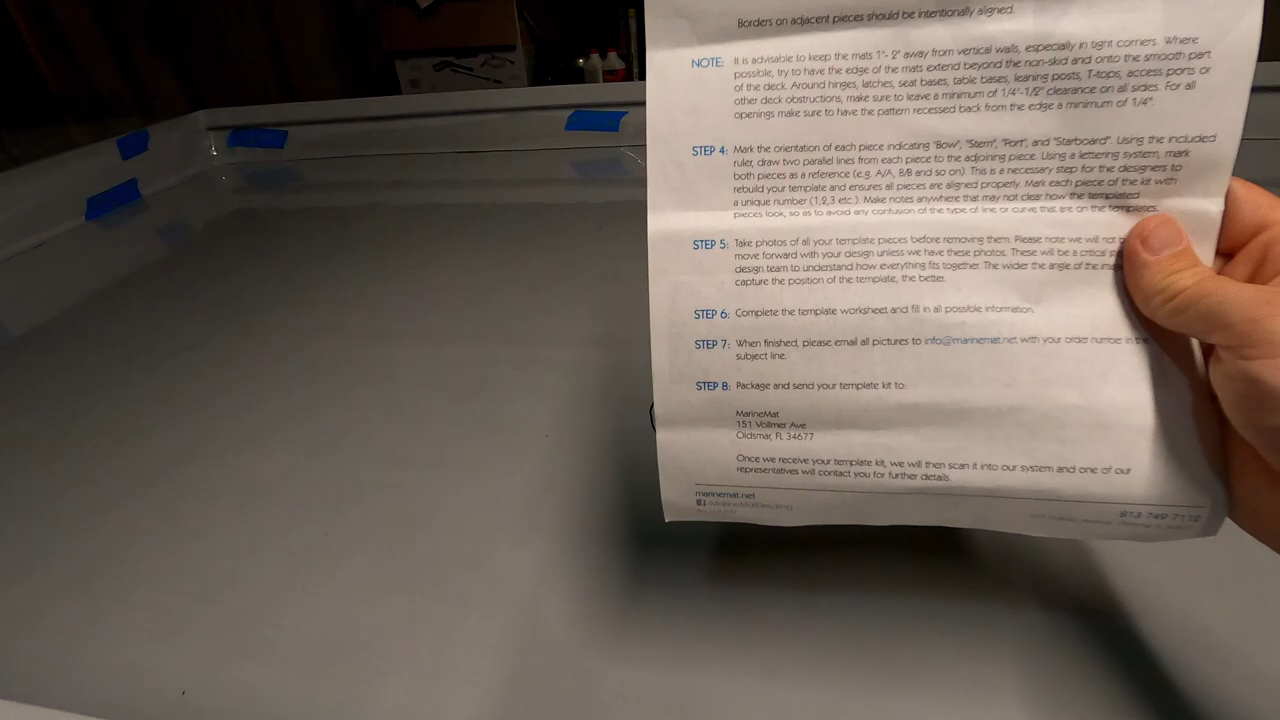 Borders on adjacent pieces should be intentionally aligned.
NOTE: It is advisable to keep the mats 1"- 2" away from vertical walls, especially in tight corners. Where
possible, try to have the edge of the mats extend beyond the non-skid and onto the smooth part
of the deck. Around hinges, latches, seat bases, table bases, leaning posts, T-tops, access ports or
other deck obstructions, make sure to leave a minimum of 1/4"-1/2" clearance on all sides. For all
openings make sure to have the pattern recessed back from the edge a minimum of 1/4".
STEP 4: Mark the orientation of each piece indicating "Bow", "Stern", "Port", and "Starboard". Using the included
ruler, draw two parallel lines from each piece to the adjoining piece. Using a lettering system, mark
both pieces as a reference (e.g. A/A, B/B and so on). This is a necessary step for the designers to
rebuild your template and ensures all pieces are aligned properly. Mark each piece of the kit with
a unique number (1,2,3 etc.). Make notes anywhere that may not clear how the templated
pieces look, so as to avoid any confusion of the type of line or curve that are on the templates.
STEP 5: Take photos of all your template pieces before removing them. Please note we will not
move forward with your design unless we have these photos. These will be a critical
design team to understand how everything fits together. The wider the angle of the
capture the position of the template, the better.
STEP 6: Complete the template worksheet and fill in all possible information.
STEP 7: When finished, please email all pictures to info@marinemat.net with your order number in the
subject line.
STEP 8: Package and send your template kit to:
MarineMat
151 Vollmer Ave
Oldsmar, FL 34677
Once we receive your template kit, we will then scan it into our system and one of our
representatives will contact you for further details.
marinemat.net
813-749-7112